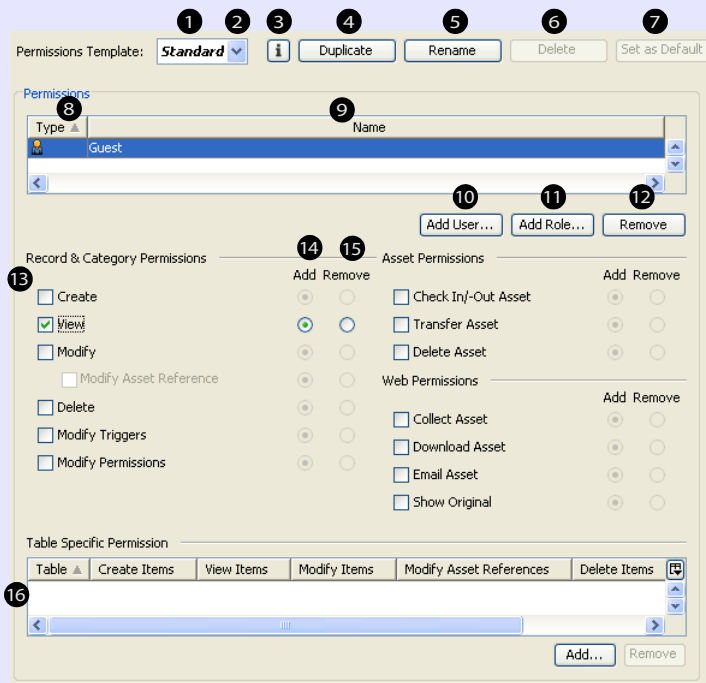 1 2 3 4 5 6 7
Permissions Template: Standard i Duplicate Rename Delete Set as Default
Permissions
8 9
Type Name
Guest
10 11 12
Add User... Add Role... Remove
Record & Category Permissions 14 15 Asset Permissions
13 Add Remove Add Remove
Create Check In/-Out Asset
View Transfer Asset
Modify Delete Asset
Modify Asset Reference Web Permissions
Add Remove
Delete Collect Asset
Modify Triggers Download Asset
Modify Permissions Email Asset
Show Original
Table Specific Permission
Table Create Items View Items Modify Items Modify Asset References Delete Items
16
Add... Remove